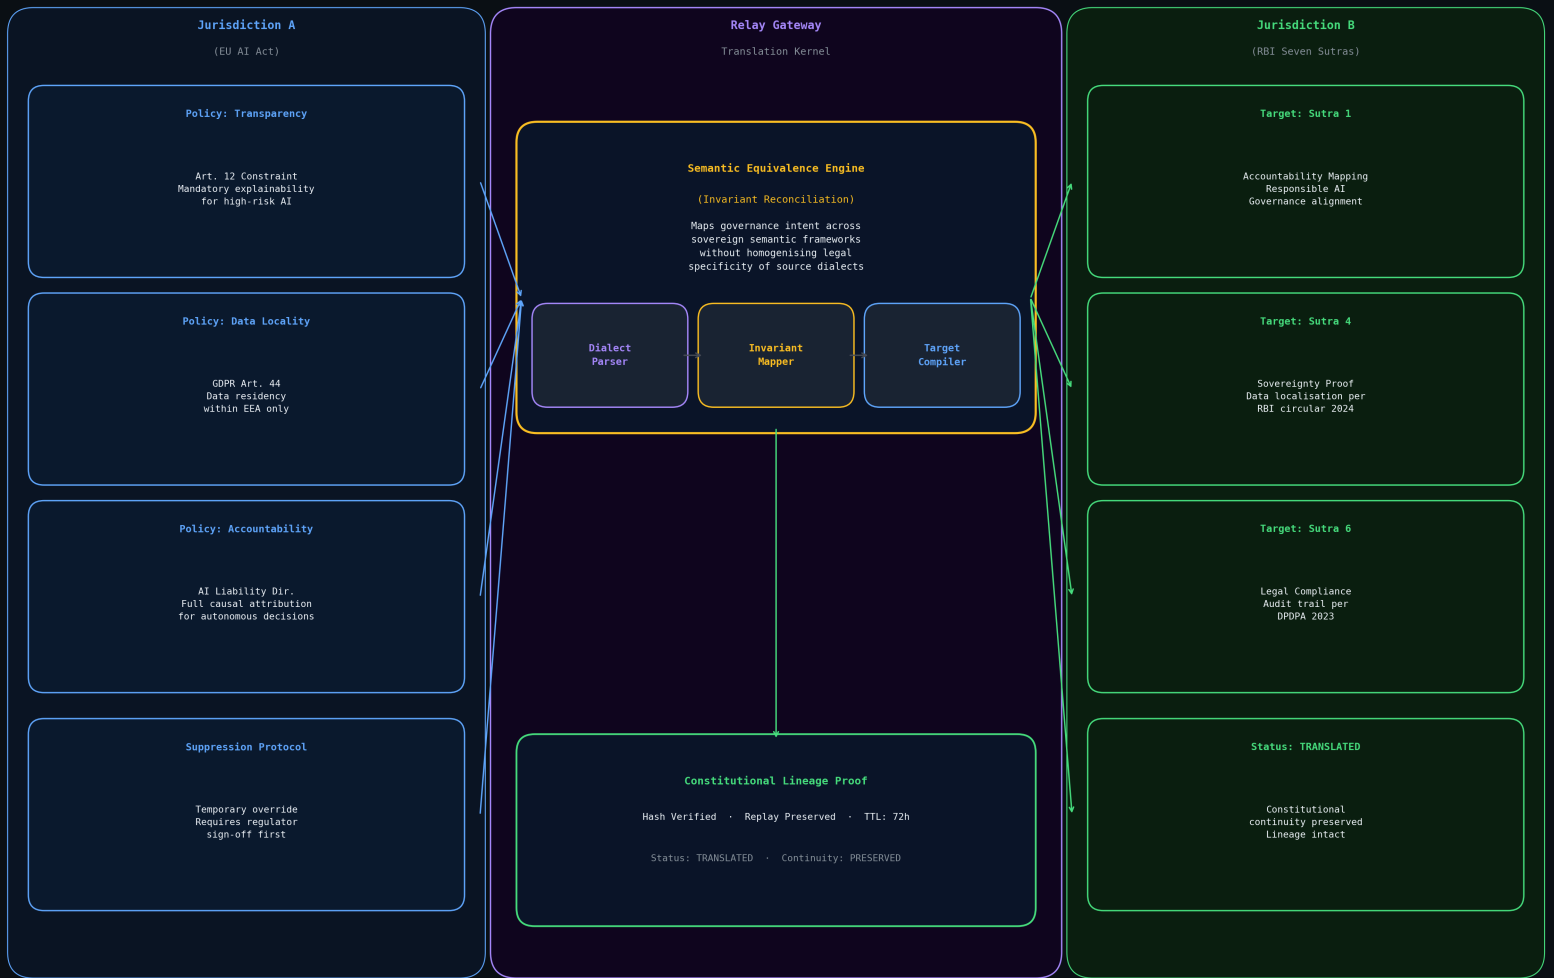 Jurisdiction A
(EU AI Act)
Policy: Transparency
Art. 12 Constraint
Mandatory explainability
for high-risk AI
Policy: Data Locality
GDPR Art. 44
Data residency
within EEA only
Policy: Accountability
AI Liability Dir.
Full causal attribution
for autonomous decisions
Suppression Protocol
Temporary override
Requires regulator
sign-off first
Relay Gateway
Translation Kernel
Semantic Equivalence Engine
(Invariant Reconciliation)
Maps governance intent across
sovereign semantic frameworks
without homogenising legal
specificity of source dialects
Dialect
Parser
Invariant
Mapper
Target
Compiler
Constitutional Lineage Proof
Hash Verified · Replay Preserved · TTL: 72h
Status: TRANSLATED · Continuity: PRESERVED
Jurisdiction B
(RBI Seven Sutras)
Target: Sutra 1
Accountability Mapping
Responsible AI
Governance alignment
Target: Sutra 4
Sovereignty Proof
Data localisation per
RBI circular 2024
Target: Sutra 6
Legal Compliance
Audit trail per
DPDPA 2023
Status: TRANSLATED
Constitutional
continuity preserved
Lineage intact